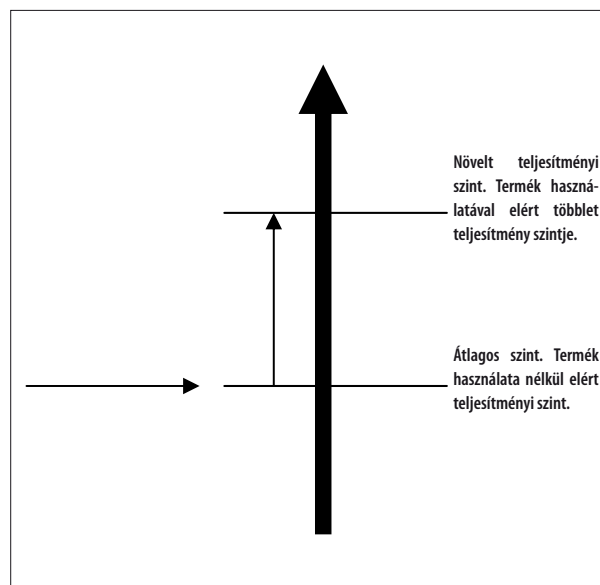 Növelt teljesítményi
szint. Termék haszná-
latával elért többlet
teljesítmény szintje.
Átlagos szint. Termék
használata nélkül elért
teljesítményi szint.